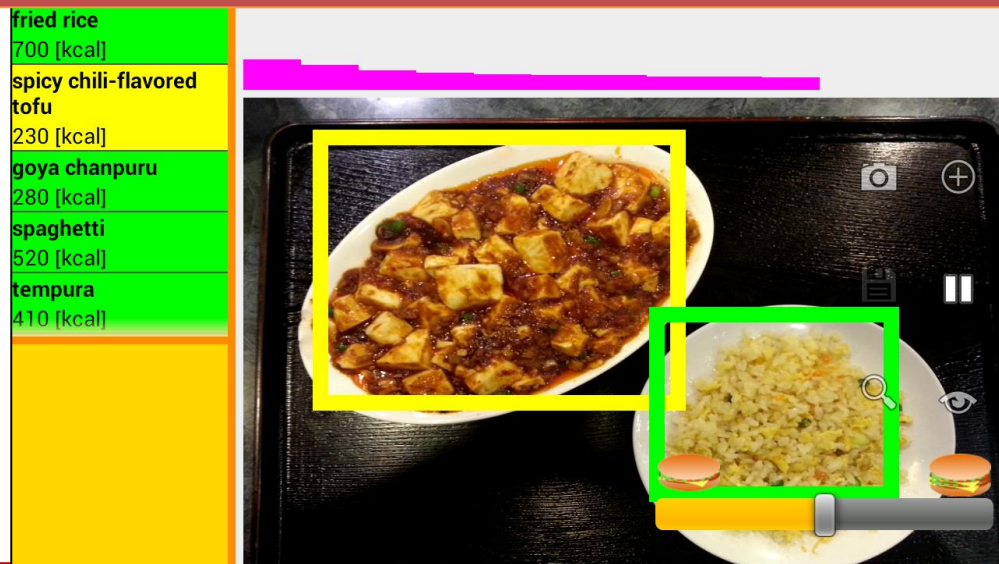 fried rice
700 [kcal]
spicy chili-flavored
tofu
230 [kcal]
goya chanpuru
280 [kcal]
spaghetti
520 [kcal]
tempura
410 [kcal]